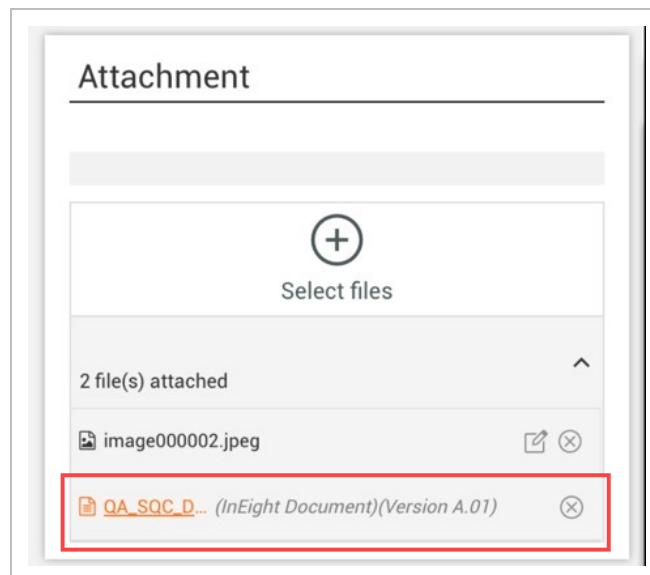 Attachment
Select files
2 file(s) attached
image000002.jpeg
QA_SQC_D... (InEight Document)(Version A.01)